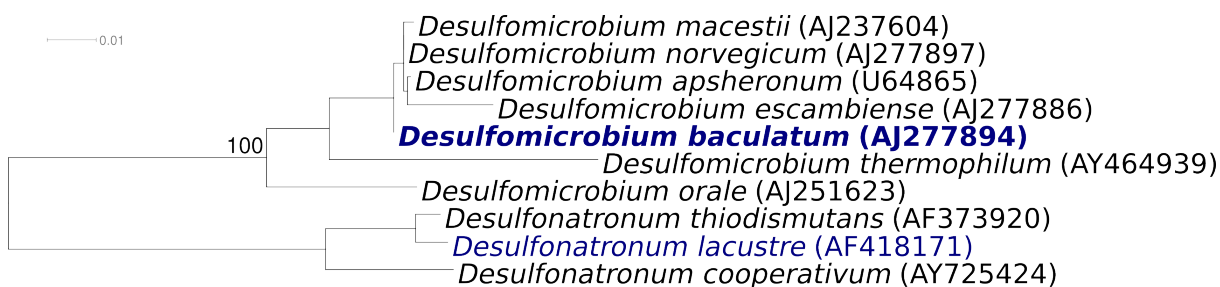 0.01
Desulfomicrobium macestii (AJ237604)
Desulfomicrobium norvegicum (AJ277897)
Desulfomicrobium apsheronum (U64865)
Desulfomicrobium escambiense (AJ277886)
Desulfomicrobium baculatum (AJ277894)
100
Desulfomicrobium thermophilum (AY464939)
Desulfomicrobium orale (AJ251623)
Desulfonatronum thiodismutans (AF373920)
Desulfonatronum lacustre (AF418171)
Desulfonatronum cooperativum (AY725424)